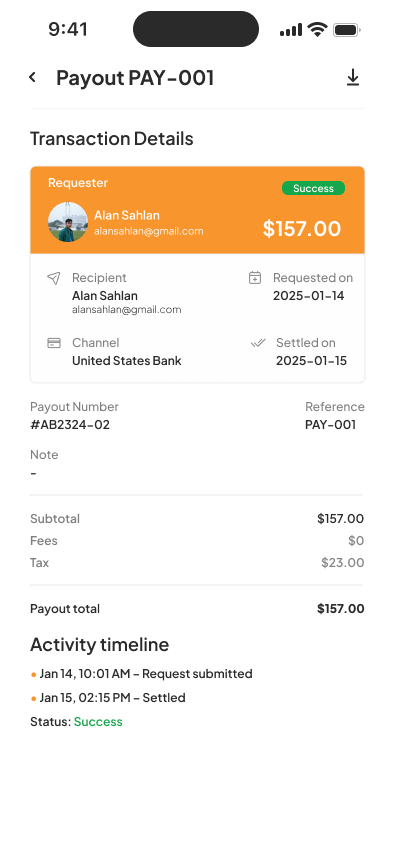 9:41
Payout PAY-001
Transaction Details
Requester
Success
Alan Sahlan
alansahlan@gmail.com
$157.00
Recipient
Alan Sahlan
alansahlan@gmail.com
Requested on
2025-01-14
Channel
United States Bank
Settled on
2025-01-15
Payout Number
#AB2324-02
Reference
PAY-001
Note
-
Subtotal $157.00
Fees $0
Tax $23.00
Payout total $157.00
Activity timeline
• Jan 14, 10:01 AM – Request submitted
• Jan 15, 02:15 PM – Settled
Status: Success